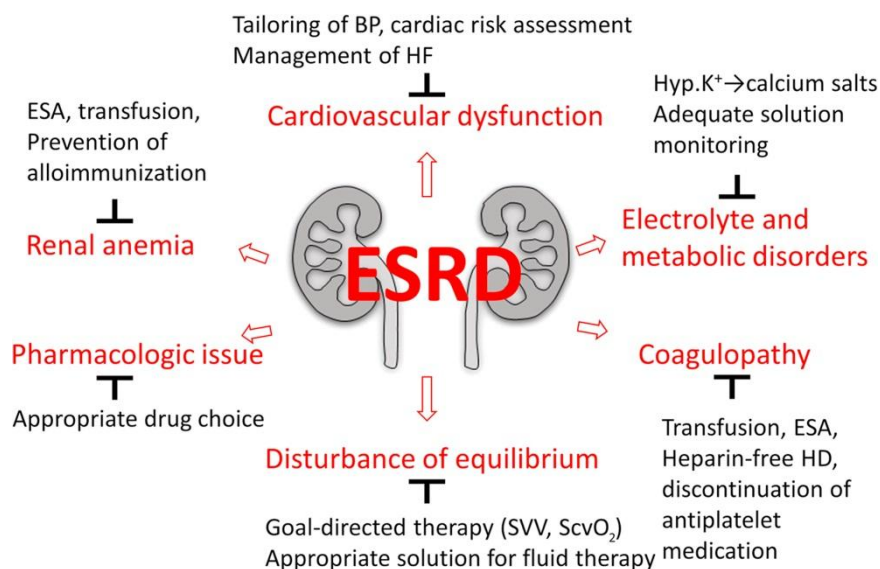 Tailoring of BP, cardiac risk assessment
Management of HF
Cardiovascular dysfunction
Hyp.K⁺→calcium salts
Adequate solution
monitoring
Electrolyte and
metabolic disorders
ESA, transfusion,
Prevention of
alloimmunization
Renal anemia
ESRD
Pharmacologic issue
Appropriate drug choice
Coagulopathy
Transfusion, ESA,
Heparin-free HD,
discontinuation of
antiplatelet
medication
Disturbance of equilibrium
Goal-directed therapy (SVV, ScvO₂)
Appropriate solution for fluid therapy